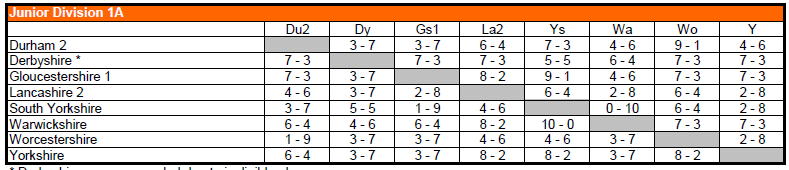 Junior Division 1A
Du2 Dy Gs1 La2 Ys Wa Wo Y
Durham 2 3 - 7 3 - 7 6 - 4 7 - 3 4 - 6 9 - 1 4 - 6
Derbyshire * 7 - 3 7 - 3 7 - 3 5 - 5 6 - 4 7 - 3 7 - 3
Gloucestershire 1 7 - 3 3 - 7 8 - 2 9 - 1 4 - 6 7 - 3 7 - 3
Lancashire 2 4 - 6 3 - 7 2 - 8 6 - 4 2 - 8 6 - 4 2 - 8
South Yorkshire 3 - 7 5 - 5 1 - 9 4 - 6 0 - 10 6 - 4 2 - 8
Warwickshire 6 - 4 4 - 6 6 - 4 8 - 2 10 - 0 7 - 3 7 - 3
Worcestershire 1 - 9 3 - 7 3 - 7 4 - 6 4 - 6 3 - 7 2 - 8
Yorkshire 6 - 4 3 - 7 3 - 7 8 - 2 8 - 2 3 - 7 8 - 2